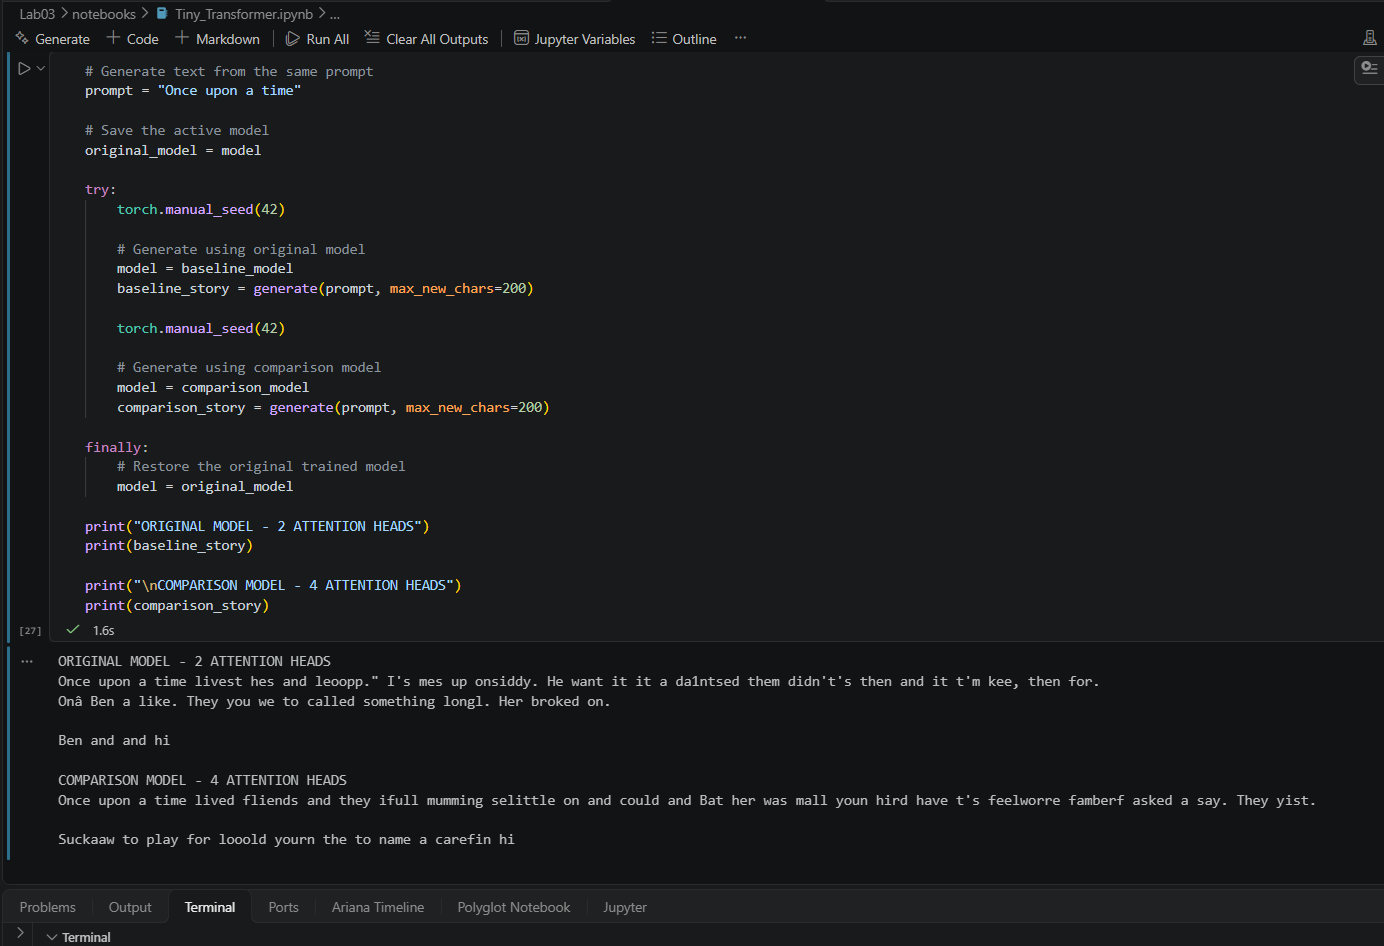 Lab03 > notebooks > Tiny_Transformer.ipynb > ...
Generate + Code + Markdown | Run All Clear All Outputs | Jupyter Variables Outline ...
# Generate text from the same prompt
prompt = "Once upon a time"
# Save the active model
original_model = model
try:
torch.manual_seed(42)
# Generate using original model
model = baseline_model
baseline_story = generate(prompt, max_new_chars=200)
torch.manual_seed(42)
# Generate using comparison model
model = comparison_model
comparison_story = generate(prompt, max_new_chars=200)
finally:
# Restore the original trained model
model = original_model
print("ORIGINAL MODEL - 2 ATTENTION HEADS")
print(baseline_story)
print("\nCOMPARISON MODEL - 4 ATTENTION HEADS")
print(comparison_story)
[27] 1.6s
... ORIGINAL MODEL - 2 ATTENTION HEADS
Once upon a time livest hes and leoopp." I's mes up onsiddy. He want it it a da1ntsed them didn't's then and it t'm kee, then for.
Onâ Ben a like. They you we to called something longl. Her broked on.
Ben and and hi
COMPARISON MODEL - 4 ATTENTION HEADS
Once upon a time lived fliends and they ifull mumming selittle on and could and Bat her was mall youn hird have t's feelworre famberf asked a say. They yist.
Suckaaw to play for looold yourn the to name a carefin hi
Problems Output Terminal Ports Ariana Timeline Polyglot Notebook Jupyter
Terminal